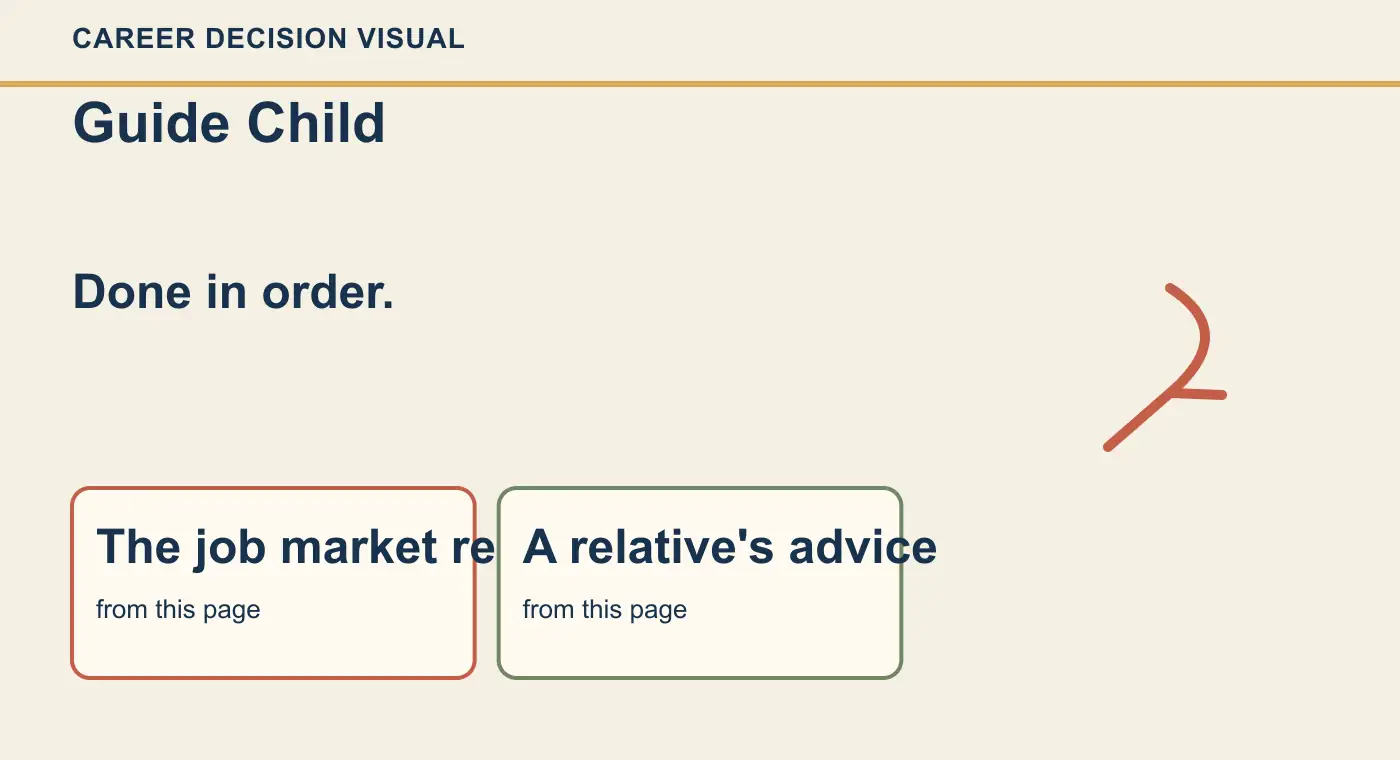 CAREER DECISION VISUAL
Guide Child
Done in order.
The job market re
A relative's advice
from this page
from this page